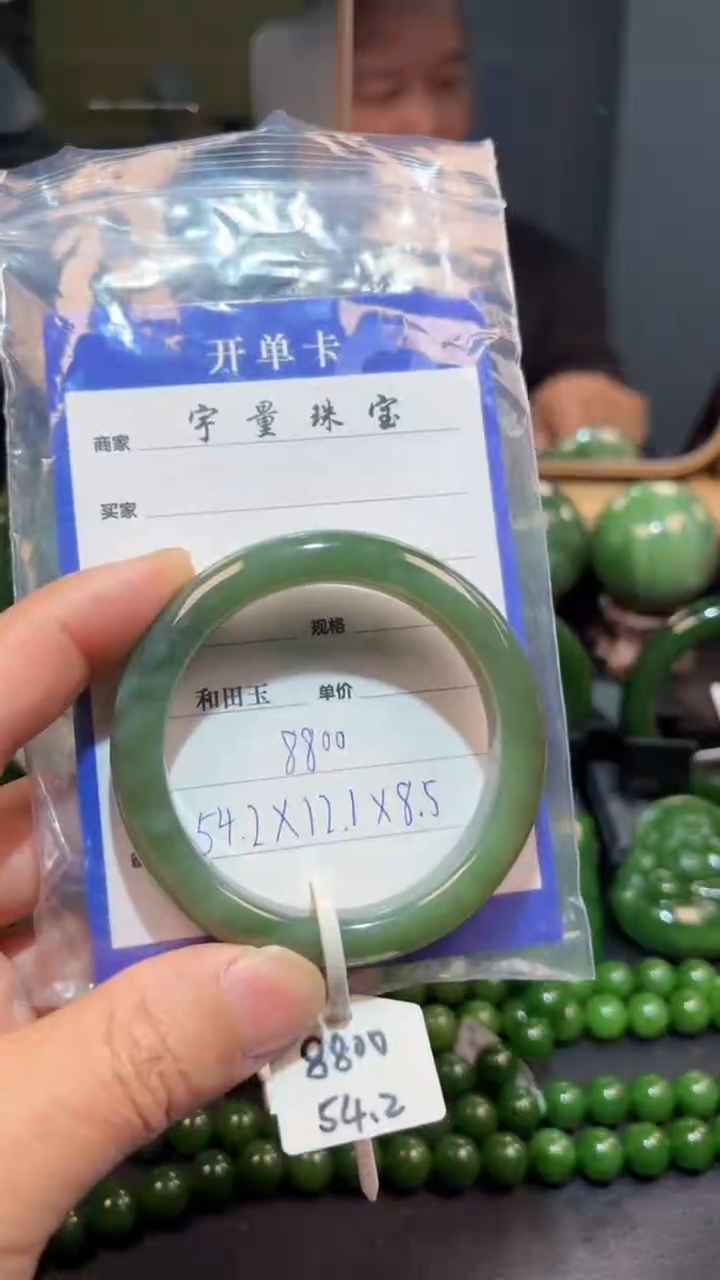 开单卡
商家 宇量珠宝
买家
规格
和田玉 单价
8800
54.2X12.1X8.5
8800
54.2